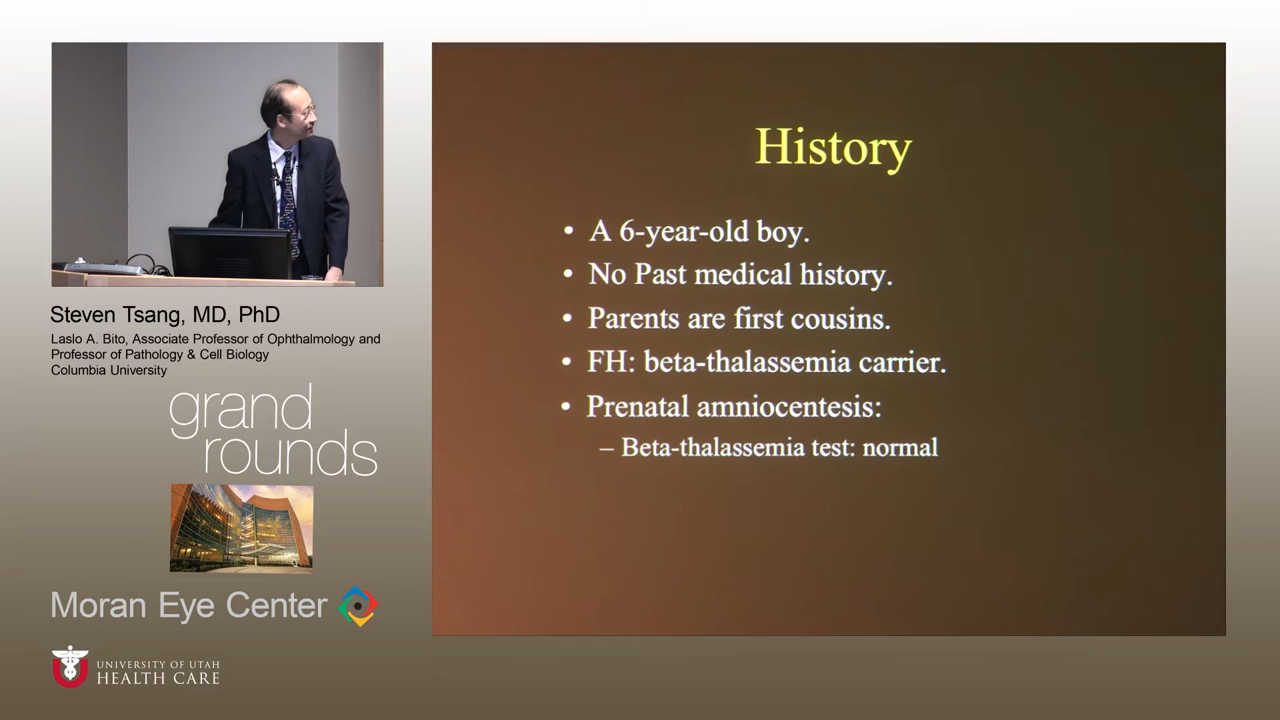 Steven Tsang, MD, PhD
Laslo A. Bito, Associate Professor of Ophthalmology and
Professor of Pathology & Cell Biology
Columbia University
grand
rounds
Moran Eye Center
UNIVERSITY OF UTAH
HEALTH CARE
History
• A 6-year-old boy.
• No Past medical history.
• Parents are first cousins.
• FH: beta-thalassemia carrier.
• Prenatal amniocentesis:
– Beta-thalassemia test: normal